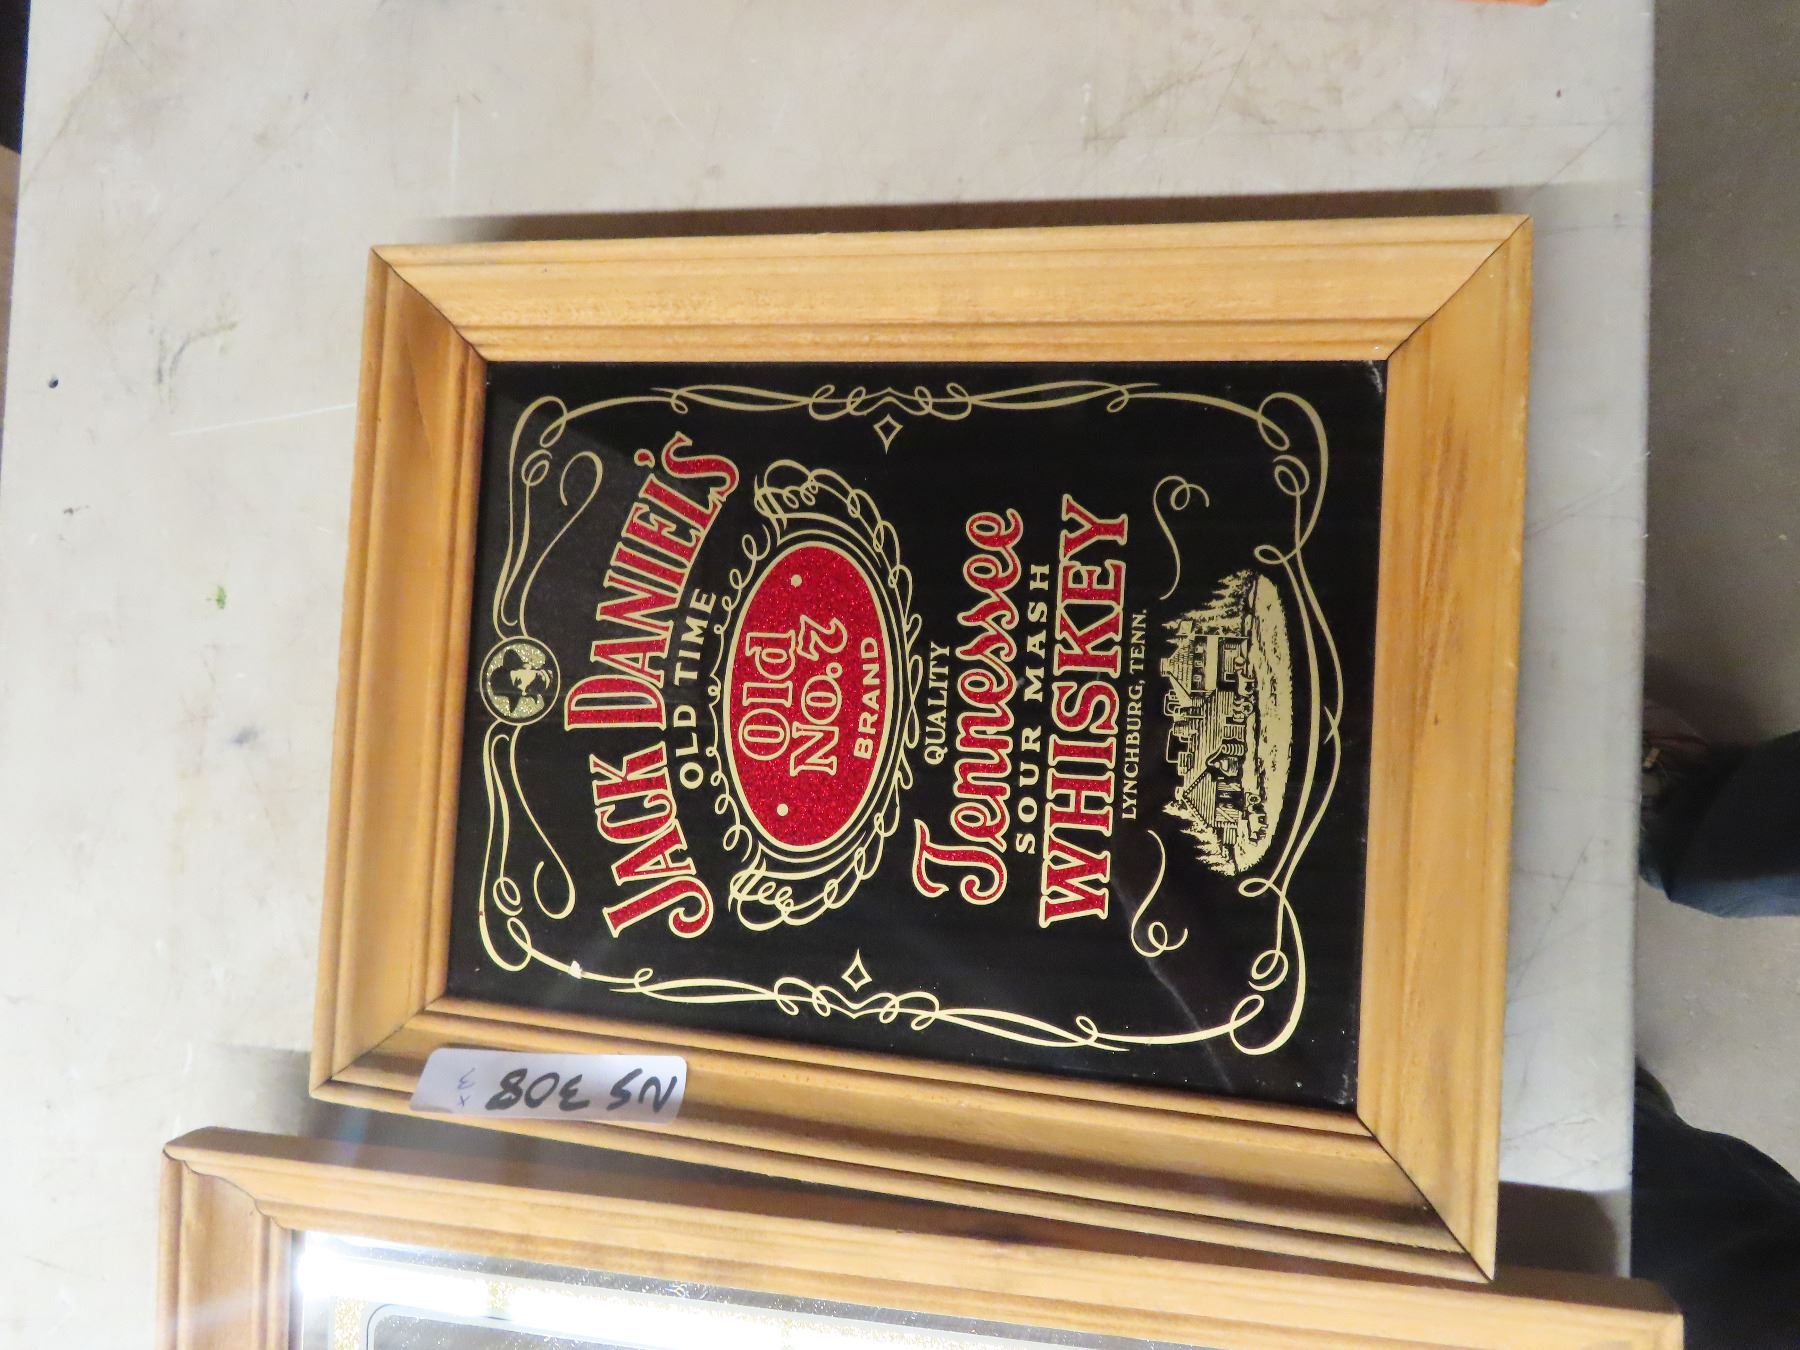 JACK DANIEL'S
OLD TIME
Old
No. 7
BRAND
QUALITY
Tennessee
SOUR MASH
WHISKEY
LYNCHBURG, TENN.
NS 308
x3